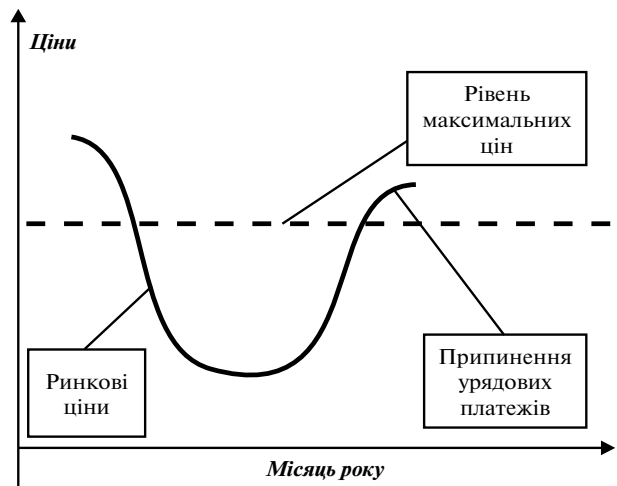 Ціни
Рівень
максимальних
цін
Ринкові
ціни
Припинення
урядових
платежів
Місяць року